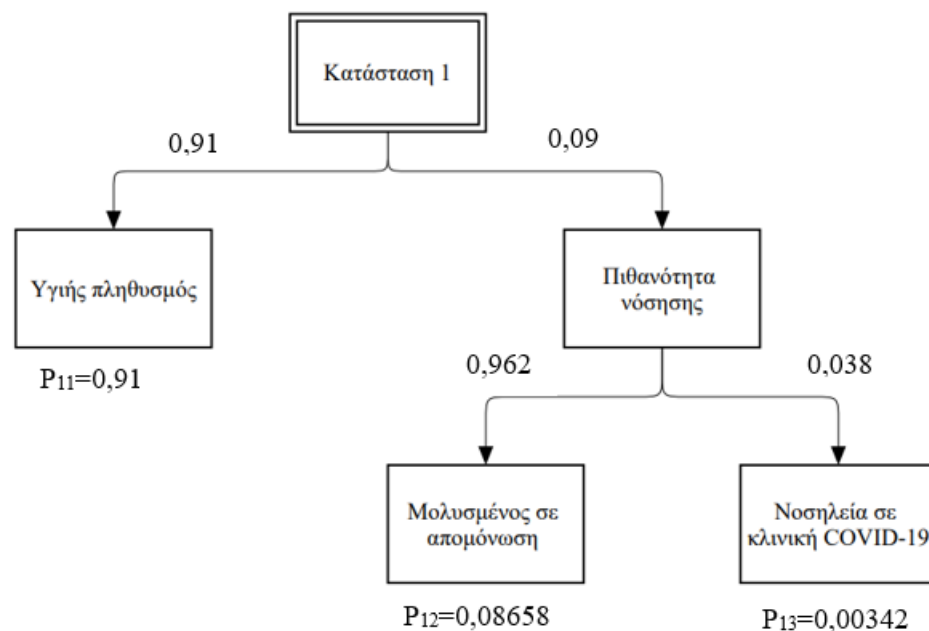 Κατάσταση 1
0,91
0,09
Υγιής πληθυσμός
Πιθανότητα
νόσησης
P₁₁=0,91
0,962
0,038
Μολυσμένος σε
απομόνωση
Νοσηλεία σε
κλινική COVID-19
P₁₂=0,08658
P₁₃=0,00342